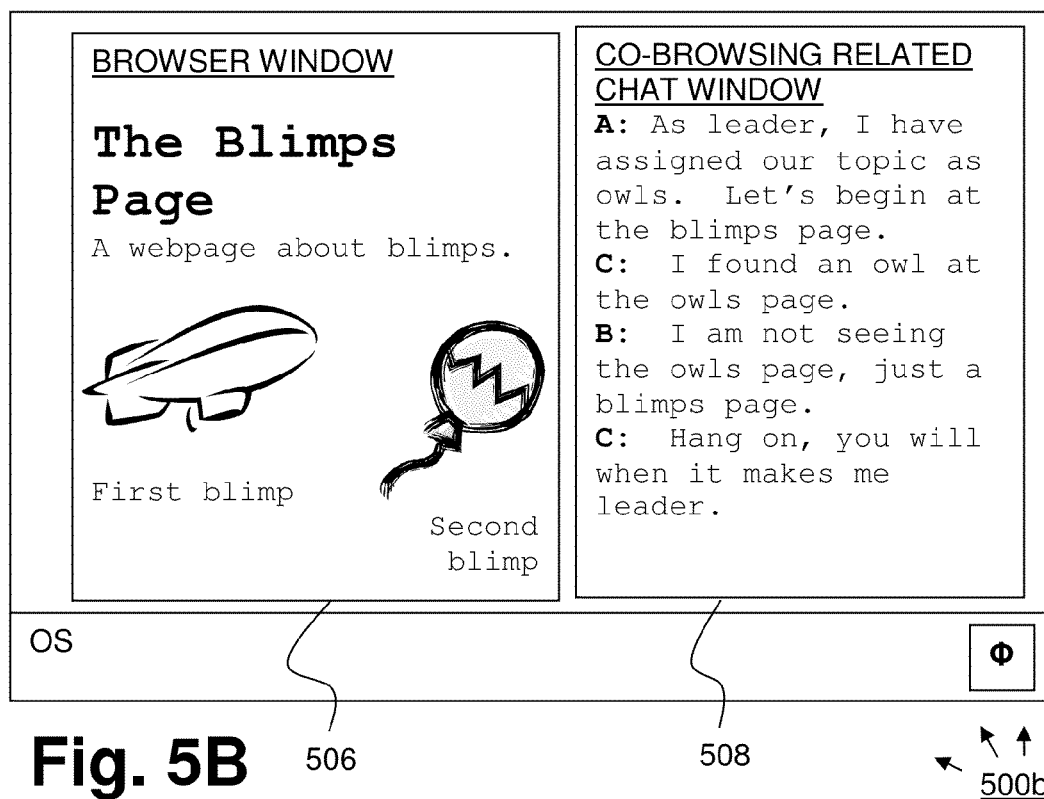 BROWSER WINDOW
The Blimps
Page
A webpage about blimps.
First blimp
Second
blimp
CO-BROWSING RELATED
CHAT WINDOW
A: As leader, I have
assigned our topic as
owls. Let's begin at
the blimps page.
C: I found an owl at
the owls page.
B: I am not seeing
the owls page, just a
blimps page.
C: Hang on, you will
when it makes me
leader.
OS
Φ
Fig. 5B
506
508
500b